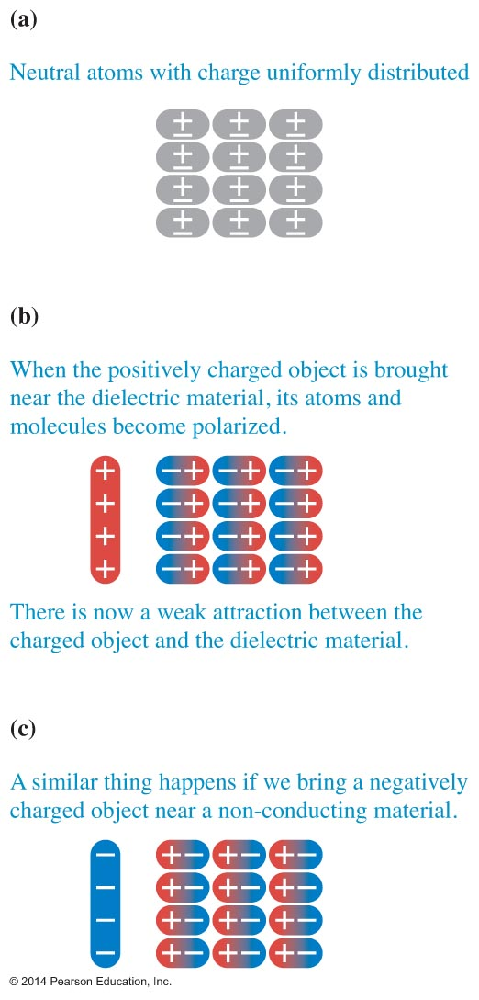 (a)
Neutral atoms with charge uniformly distributed
± ± ±
± ± ±
± ± ±
± ± ±
(b)
When the positively charged object is brought
near the dielectric material, its atoms and
molecules become polarized.
+ −+ −+ −+
+ −+ −+ −+
+ −+ −+ −+
+ −+ −+ −+
There is now a weak attraction between the
charged object and the dielectric material.
(c)
A similar thing happens if we bring a negatively
charged object near a non-conducting material.
− +− +− +−
− +− +− +−
− +− +− +−
− +− +− +−
© 2014 Pearson Education, Inc.